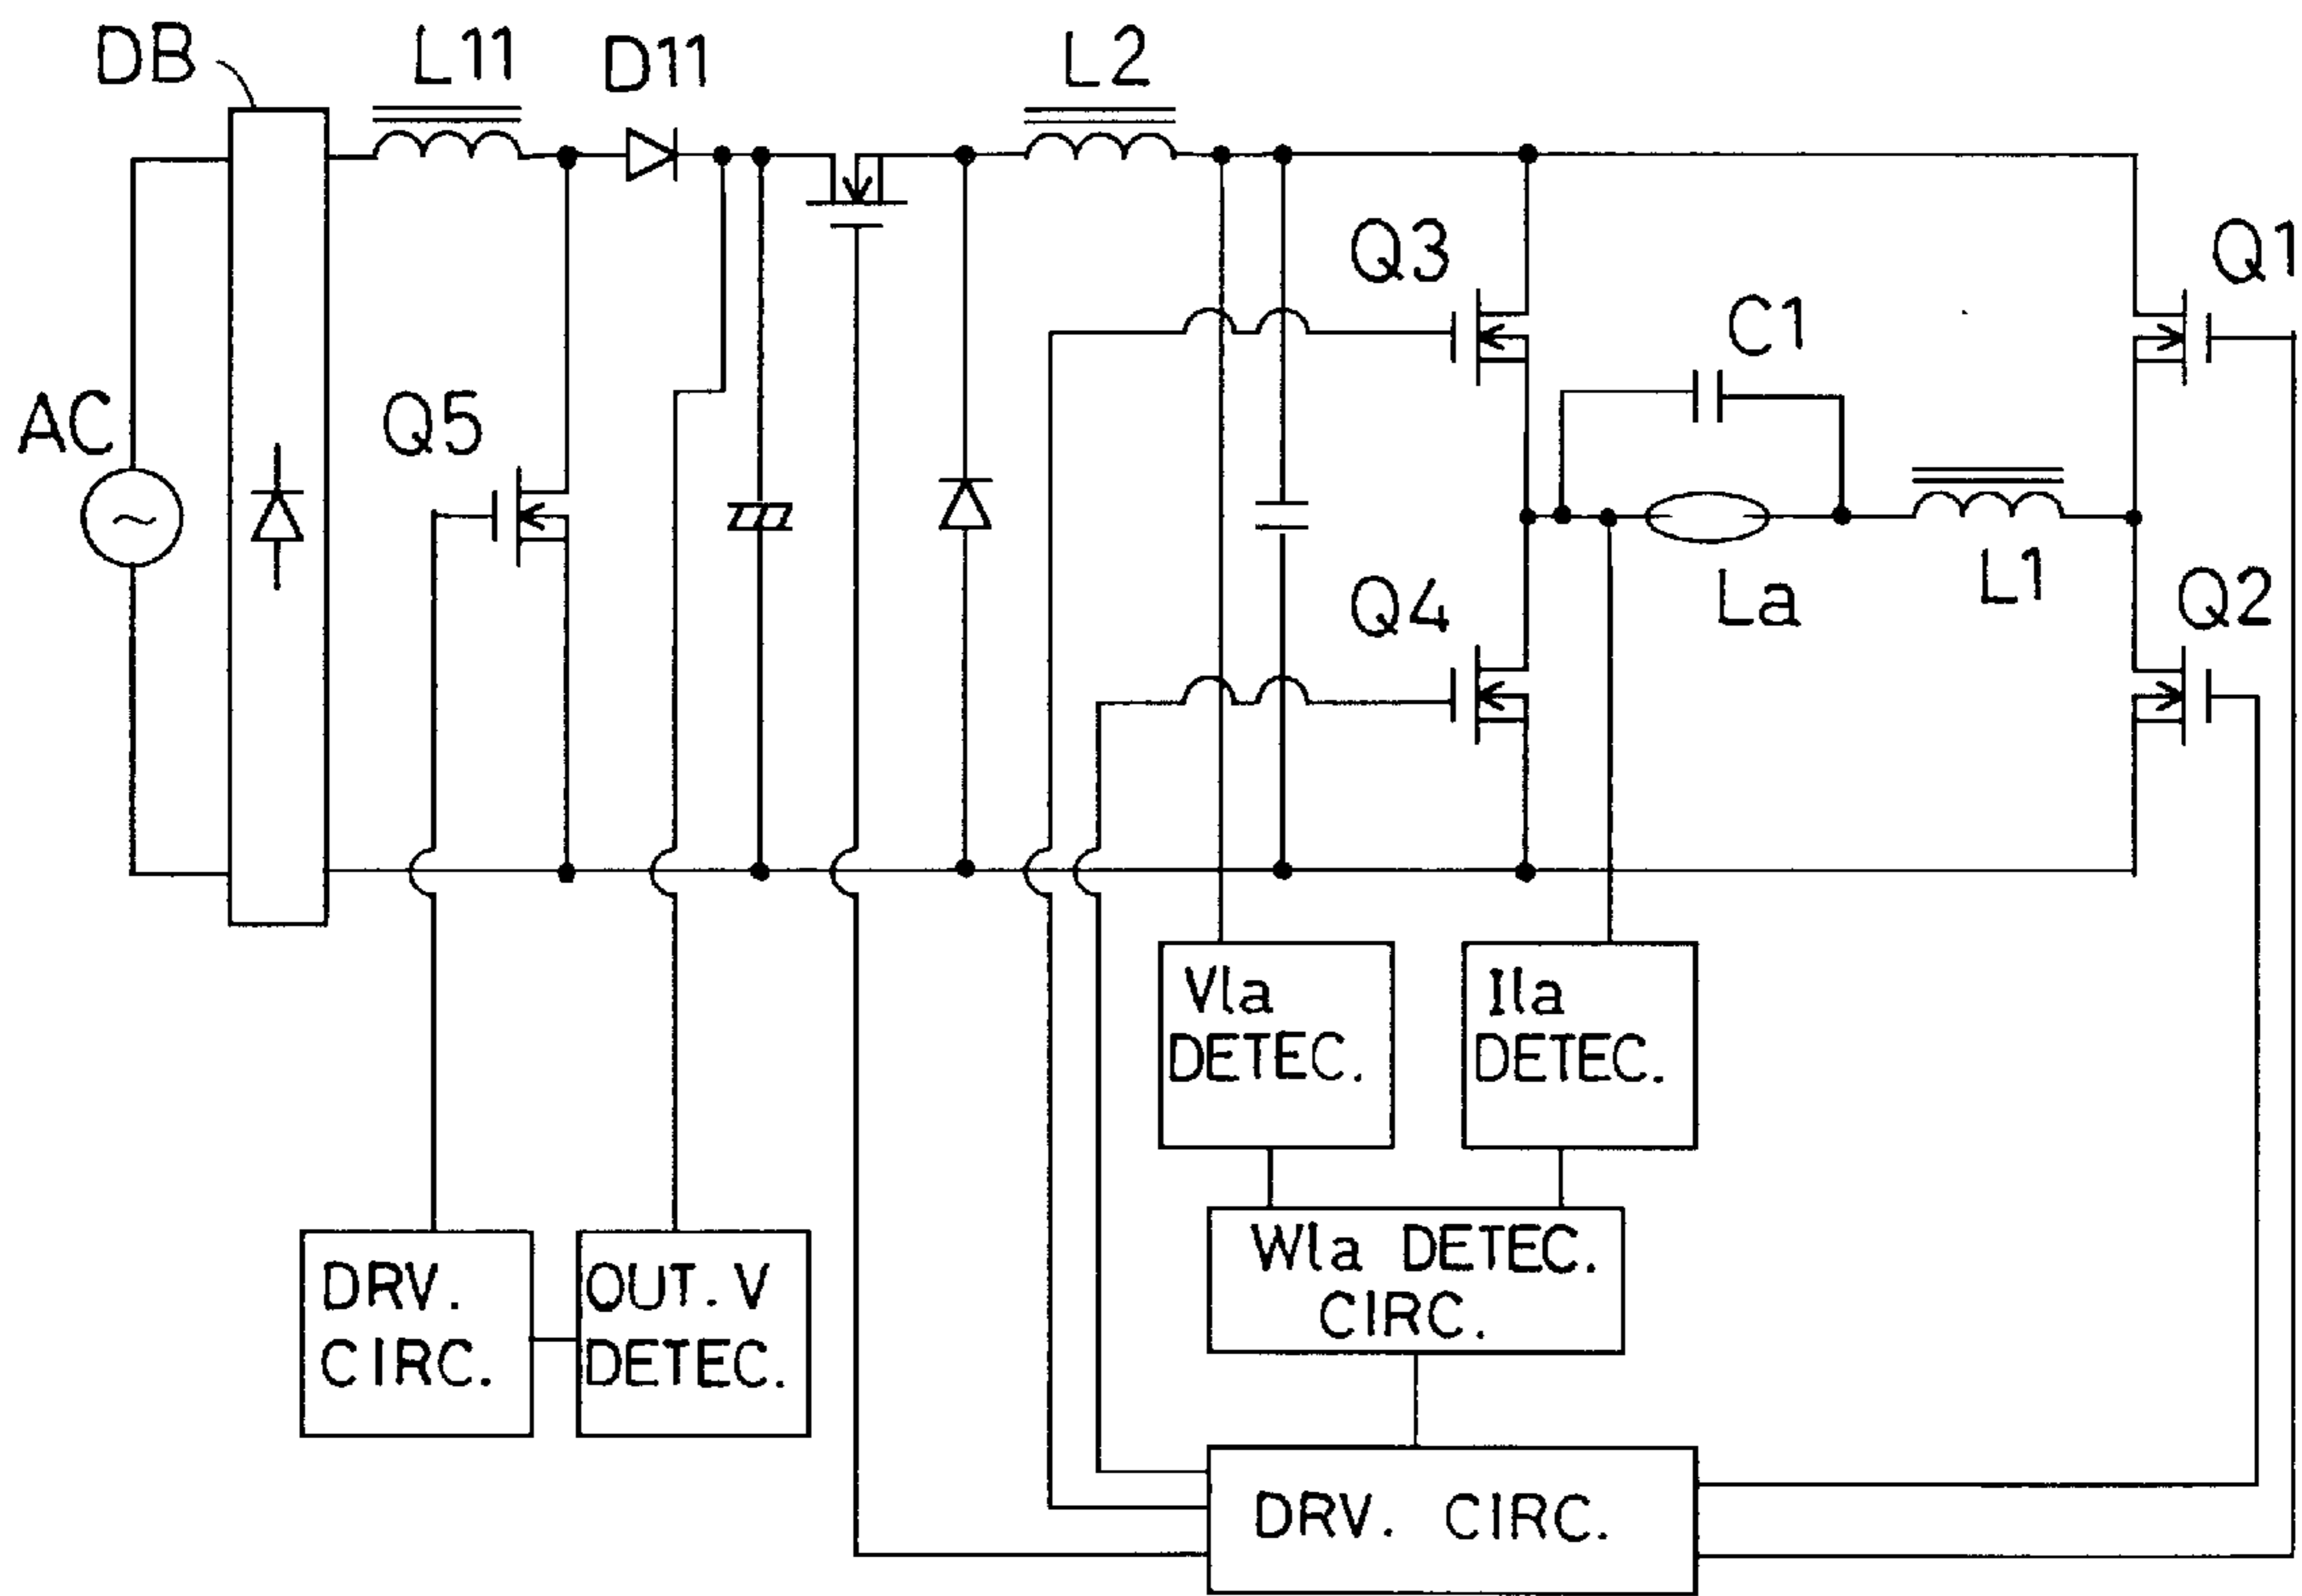 DB
L11
D11
L2
Q3
Q1
C1
AC
Q5
La
L1
Q4
Q2
Vla
DETEC.
Ila
DETEC.
Wla DETEC.
CIRC.
DRV.
CIRC.
OUT. V
DETEC.
DRV. CIRC.